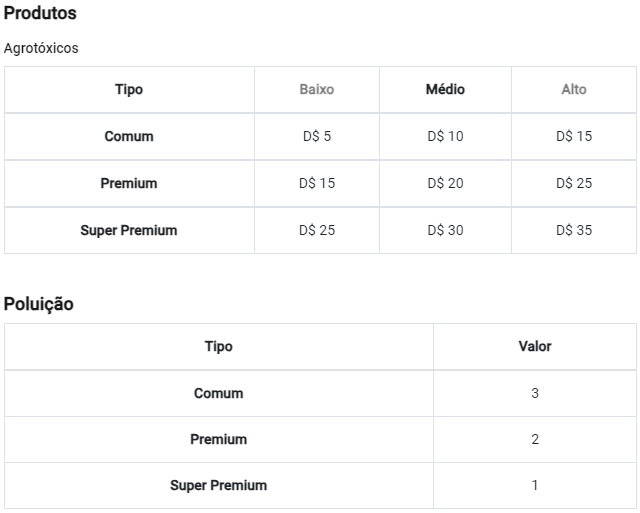 Produtos
Agrotóxicos
Tipo Baixo Médio Alto
Comum D$ 5 D$ 10 D$ 15
Premium D$ 15 D$ 20 D$ 25
Super Premium D$ 25 D$ 30 D$ 35
Poluição
Tipo Valor
Comum 3
Premium 2
Super Premium 1